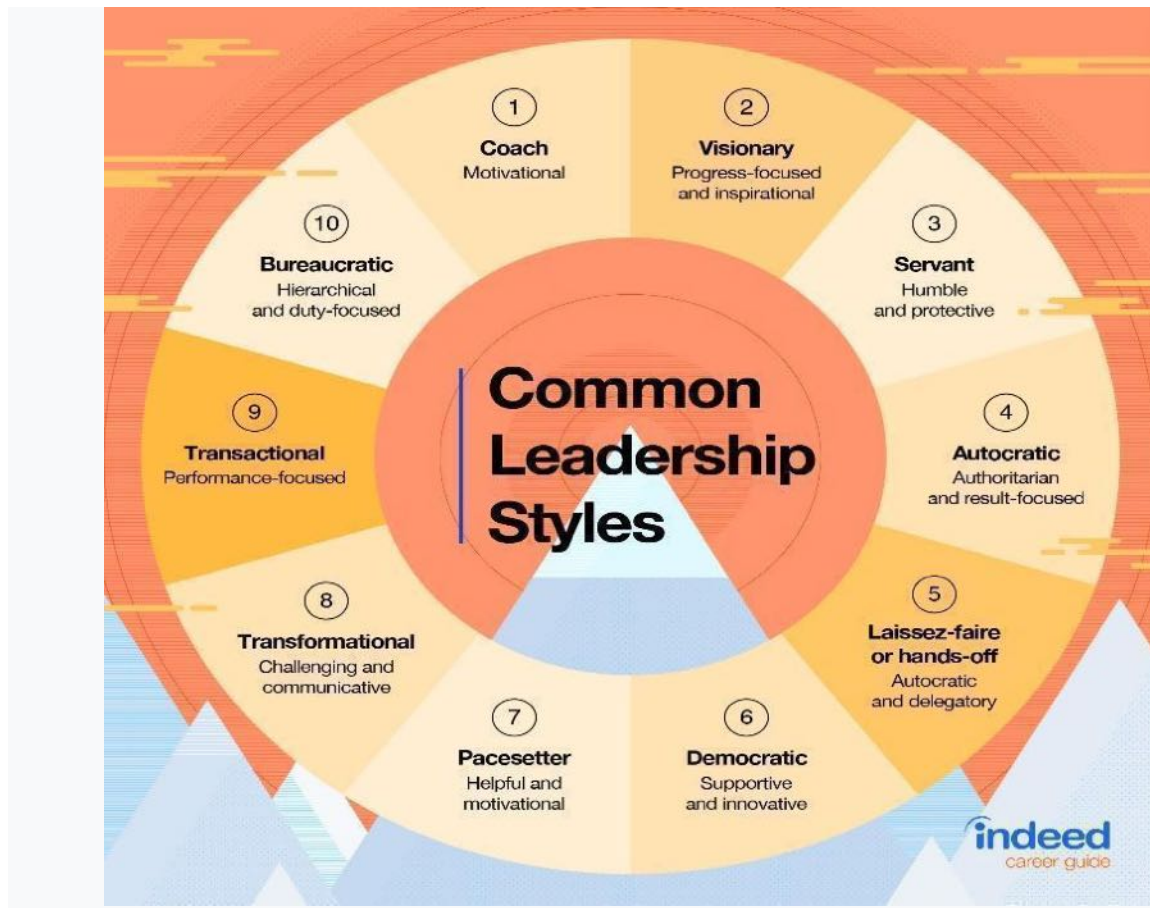 1
Coach
Motivational
2
Visionary
Progress-focused
and inspirational
3
Servant
Humble
and protective
4
Autocratic
Authoritarian
and result-focused
5
Laissez-faire
or hands-off
Autocratic
and delegatory
6
Democratic
Supportive
and innovative
7
Pacesetter
Helpful and
motivational
8
Transformational
Challenging and
communicative
9
Transactional
Performance-focused
10
Bureaucratic
Hierarchical
and duty-focused
Common
Leadership
Styles
indeed
career guide